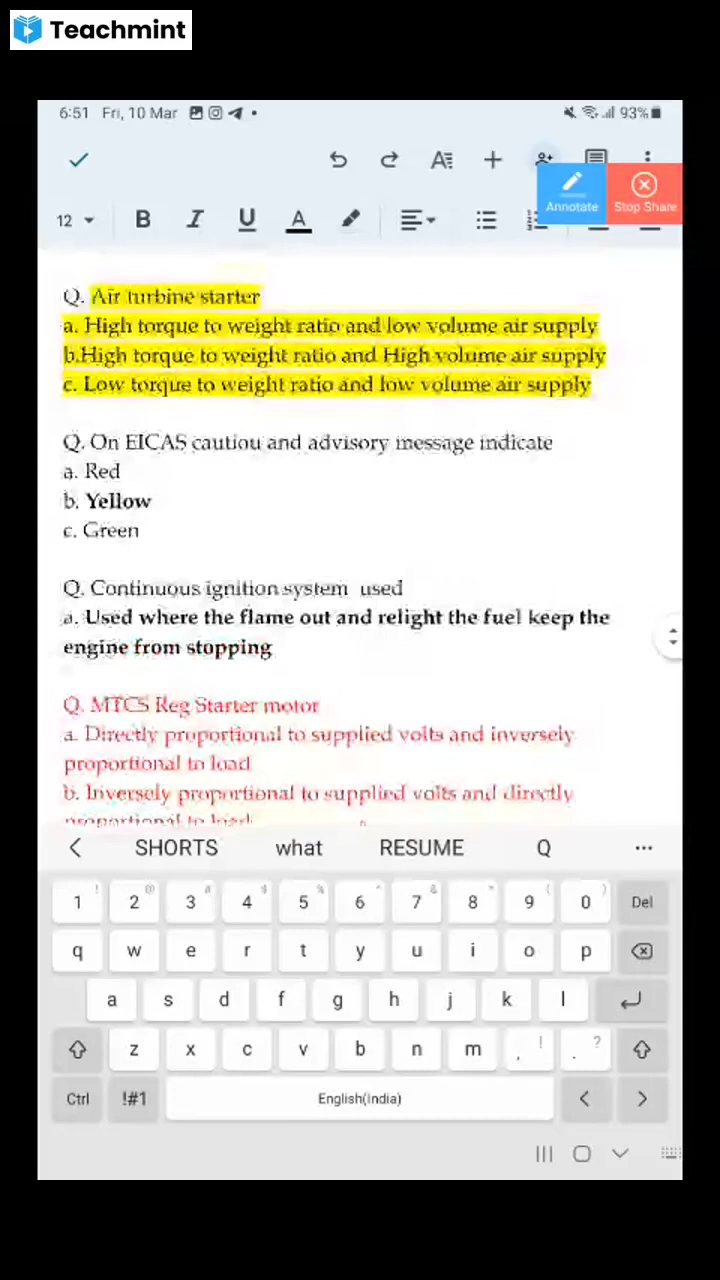 Teachmint
6:51 Fri, 10 Mar
93%
Annotate
Stop Share
12 B I U A
Q. Air turbine starter
a. High torque to weight ratio and low volume air supply
b.High torque to weight ratio and High volume air supply
c. Low torque to weight ratio and low volume air supply
Q. On EICAS cautiou and advisory message indicate
a. Red
b. Yellow
c. Green
Q. Continuous ignition system used
a. Used where the flame out and relight the fuel keep the
engine from stopping
Q. MTCS Reg Starter motor
a. Directly proportional to supplied volts and inversely
proportional to load
b. Inversely proportional to supplied volts and directly
proportional to load
SHORTS what RESUME Q ...
1 ! 2 @ 3 # 4 $ 5 % 6 ^ 7 & 8 * 9 ( 0 ) Del
q w e r t y u i o p
a s d f g h j k l
z x c v b n m , ! . ?
Ctrl !#1 English(India) < >